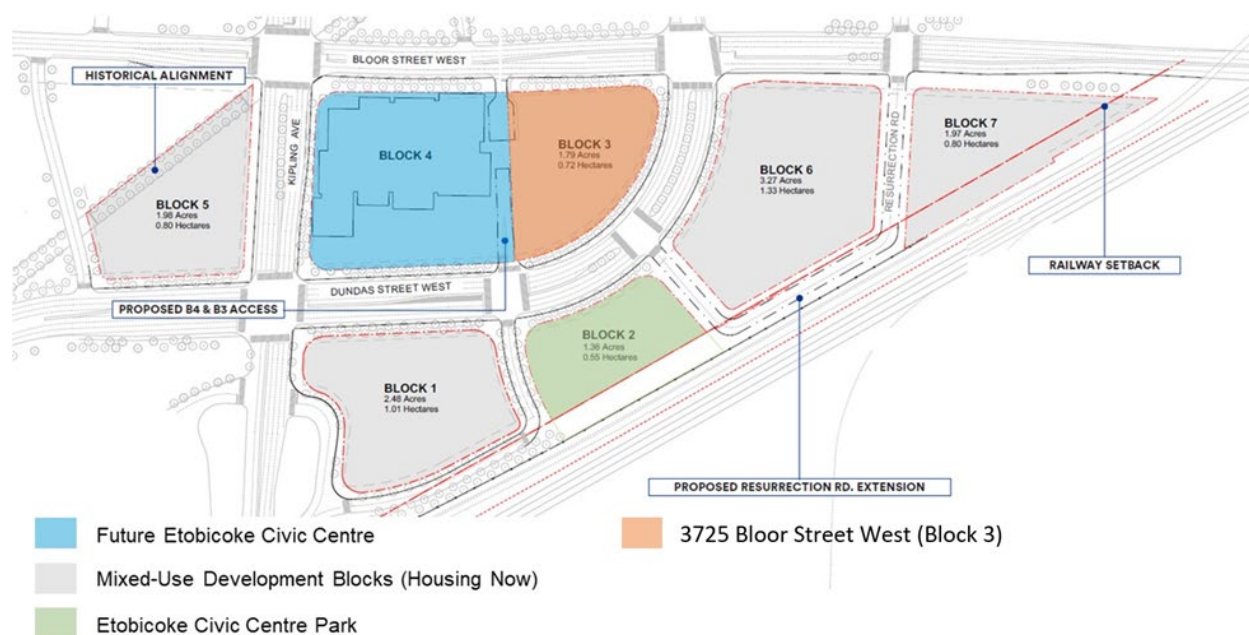 BLOOR STREET WEST
HISTORICAL ALIGNMENT
KIPLING AVE
BLOCK 5
1.98 Acres
0.80 Hectares
BLOCK 4
BLOCK 3
1.79 Acres
0.72 Hectares
BLOCK 6
3.27 Acres
1.33 Hectares
RESURRECTION RD
BLOCK 7
1.97 Acres
0.80 Hectares
RAILWAY SETBACK
DUNDAS STREET WEST
PROPOSED B4 & B3 ACCESS
BLOCK 2
1.36 Acres
0.55 Hectares
BLOCK 1
2.48 Acres
1.01 Hectares
PROPOSED RESURRECTION RD. EXTENSION
Future Etobicoke Civic Centre
3725 Bloor Street West (Block 3)
Mixed-Use Development Blocks (Housing Now)
Etobicoke Civic Centre Park